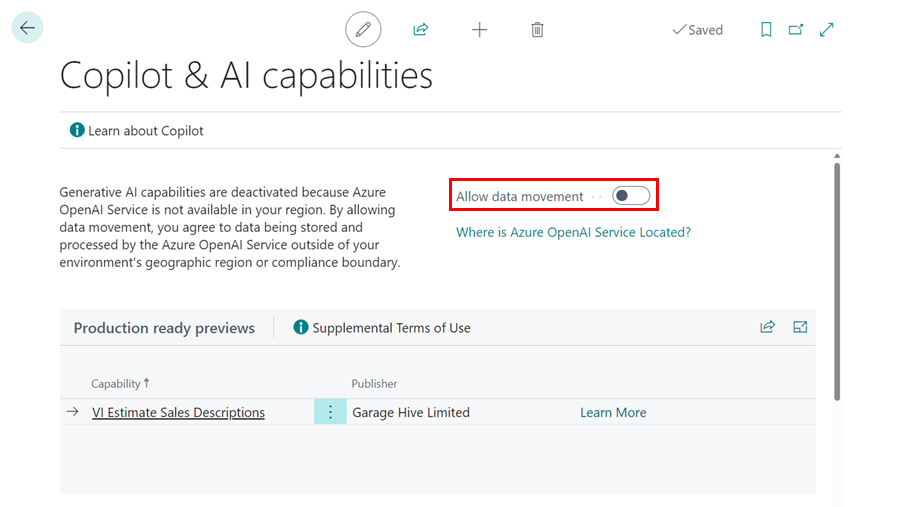 Saved
Copilot & AI capabilities
Learn about Copilot
Generative AI capabilities are deactivated because Azure
OpenAI Service is not available in your region. By allowing
data movement, you agree to data being stored and
processed by the Azure OpenAI Service outside of your
environment's geographic region or compliance boundary.
Allow data movement
Where is Azure OpenAI Service Located?
Production ready previews
Supplemental Terms of Use
Capability Publisher
VI Estimate Sales Descriptions Garage Hive Limited Learn More